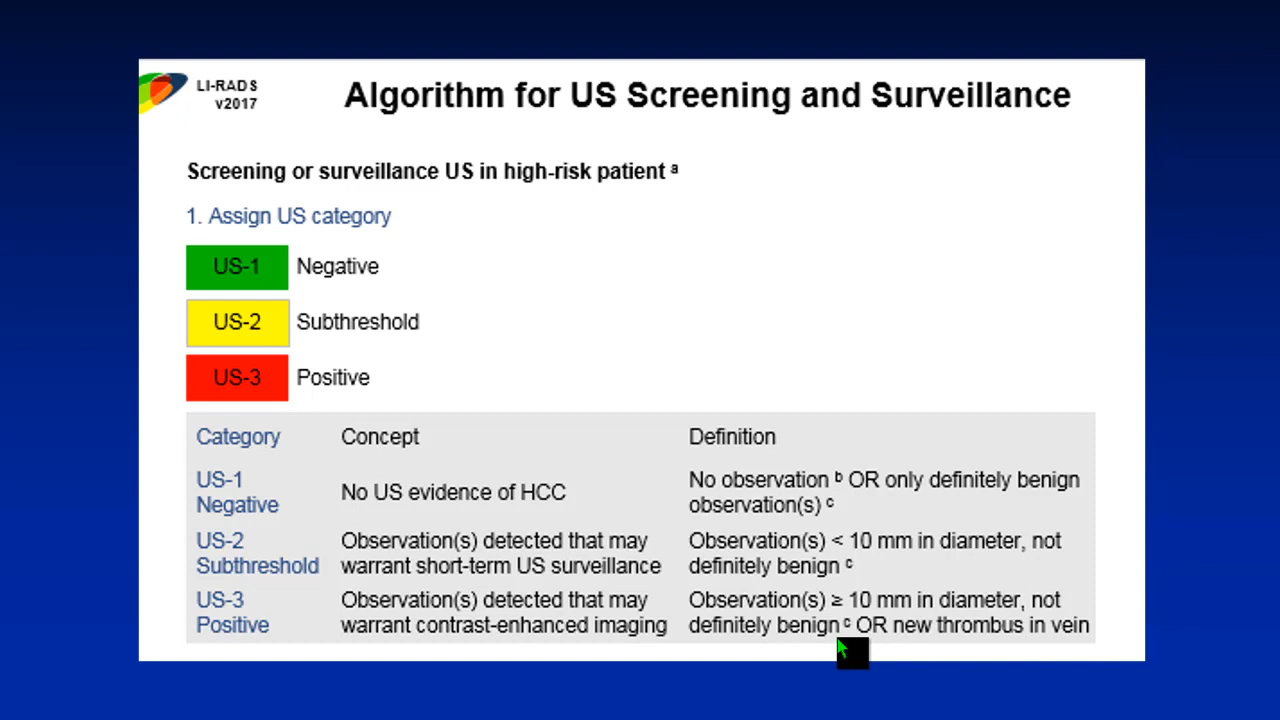 LI-RADS
v2017
Algorithm for US Screening and Surveillance
Screening or surveillance US in high-risk patient ᵃ
1. Assign US category
US-1 Negative
US-2 Subthreshold
US-3 Positive
Category Concept Definition
US-1
Negative
No US evidence of HCC
No observation ᵇ OR only definitely benign
observation(s) ᶜ
US-2
Subthreshold
Observation(s) detected that may
warrant short-term US surveillance
Observation(s) < 10 mm in diameter, not
definitely benign ᶜ
US-3
Positive
Observation(s) detected that may
warrant contrast-enhanced imaging
Observation(s) ≥ 10 mm in diameter, not
definitely benign ᶜ OR new thrombus in vein